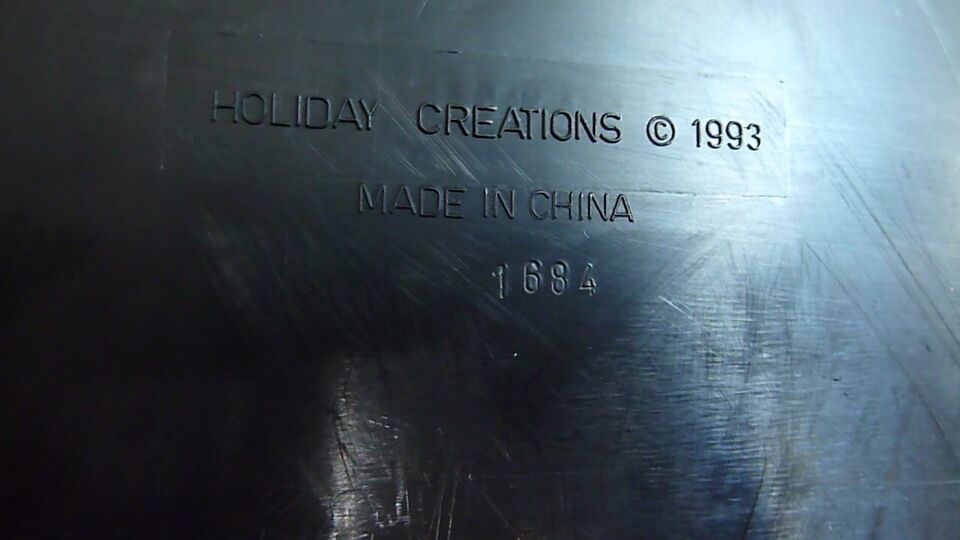 HOLIDAY CREATIONS © 1993
MADE IN CHINA
1684